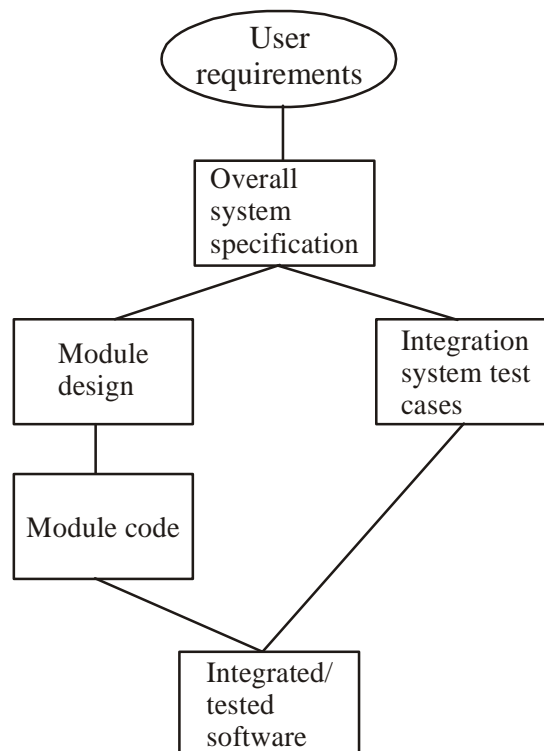 User
requirements
Overall
system
specification
Module
design
Integration
system test
cases
Module code
Integrated/
tested
software